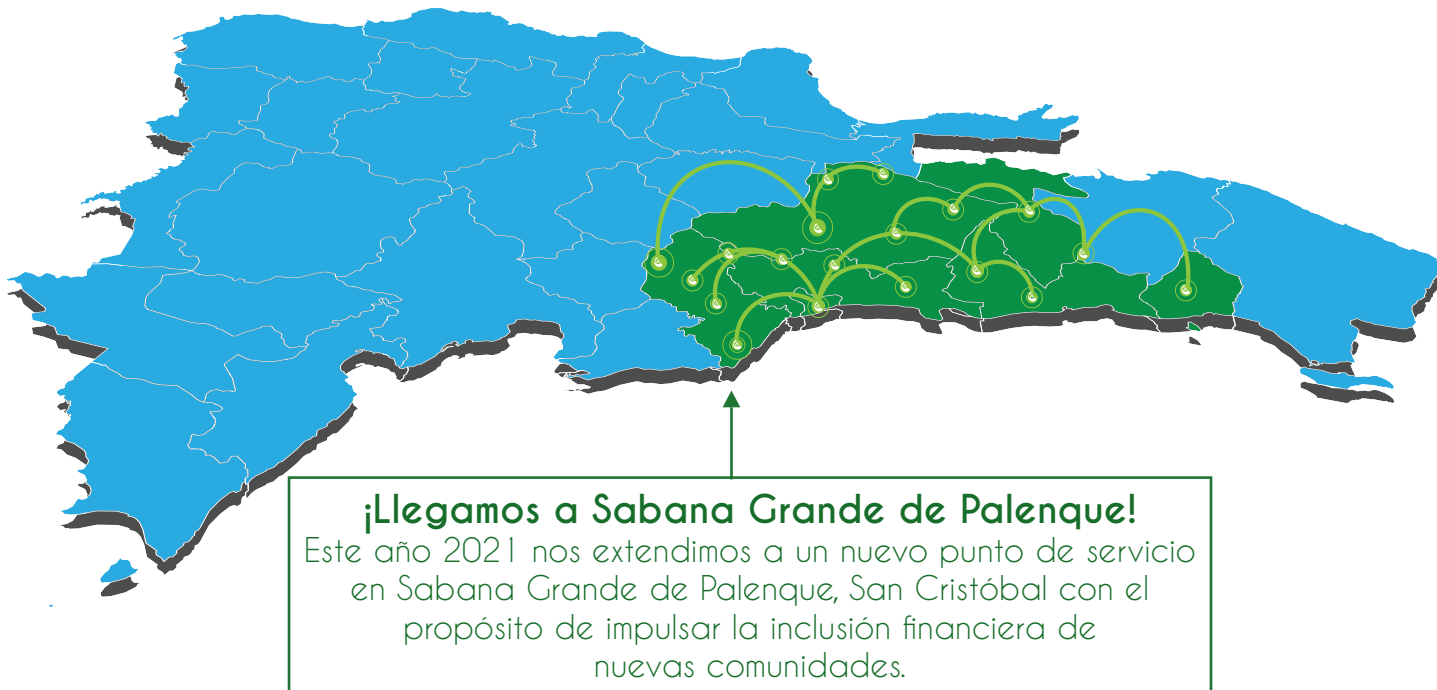 ¡Llegamos a Sabana Grande de Palenque!
Este año 2021 nos extendimos a un nuevo punto de servicio
en Sabana Grande de Palenque, San Cristóbal con el
propósito de impulsar la inclusión financiera de
nuevas comunidades.